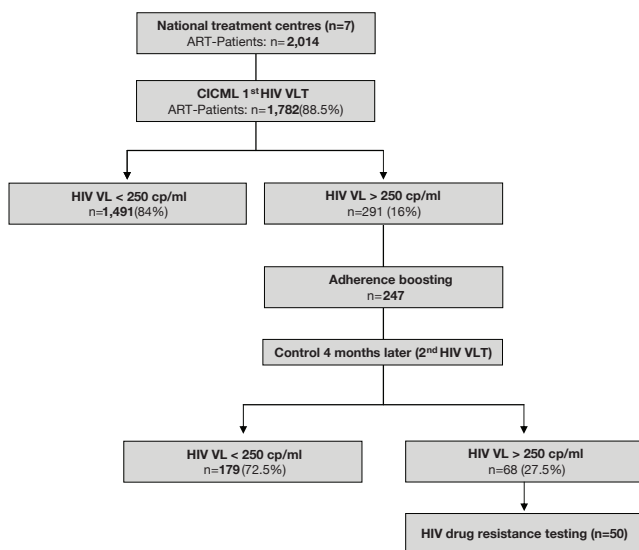 National treatment centres (n=7)
ART-Patients: n=2,014
CICML 1st HIV VLT
ART-Patients: n=1,782(88.5%)
HIV VL < 250 cp/ml
n=1,491(84%)
HIV VL > 250 cp/ml
n=291 (16%)
Adherence boosting
n=247
Control 4 months later (2nd HIV VLT)
HIV VL < 250 cp/ml
n=179(72.5%)
HIV VL > 250 cp/ml
n=68 (27.5%)
HIV drug resistance testing (n=50)